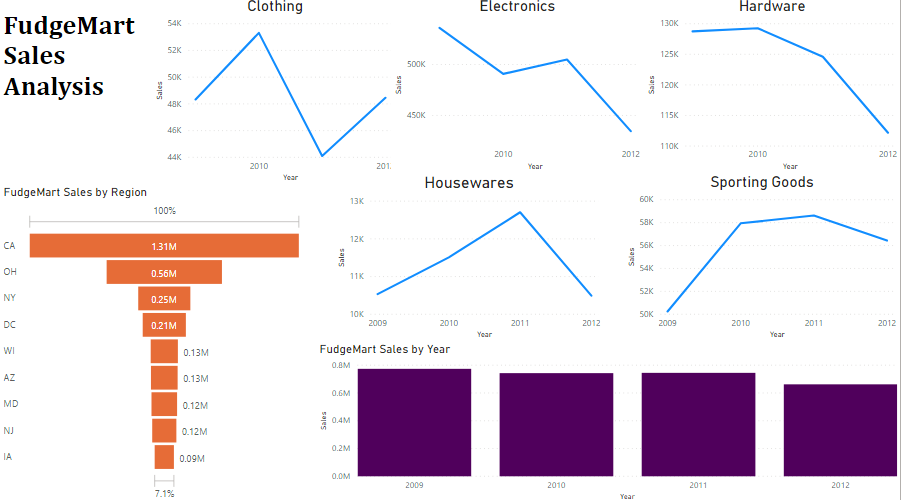 FudgeMart
Sales
Analysis
Clothing
54K
52K
50K
48K
46K
44K
Sales
2010
201.
Year
Electronics
500K
450K
Sales
2010
2012
Year
Hardware
130K
125K
120K
115K
110K
Sales
2010
2012
Year
FudgeMart Sales by Region
100%
CA 1.31M
OH 0.56M
NY 0.25M
DC 0.21M
WI 0.13M
AZ 0.13M
MD 0.12M
NJ 0.12M
IA 0.09M
7.1%
Housewares
13K
12K
11K
10K
Sales
2009 2010 2011 2012
Year
Sporting Goods
60K
58K
56K
54K
52K
50K
Sales
2009 2010 2011 2012
Year
FudgeMart Sales by Year
0.8M
0.6M
0.4M
0.2M
0.0M
Sales
2009 2010 2011 2012
Year